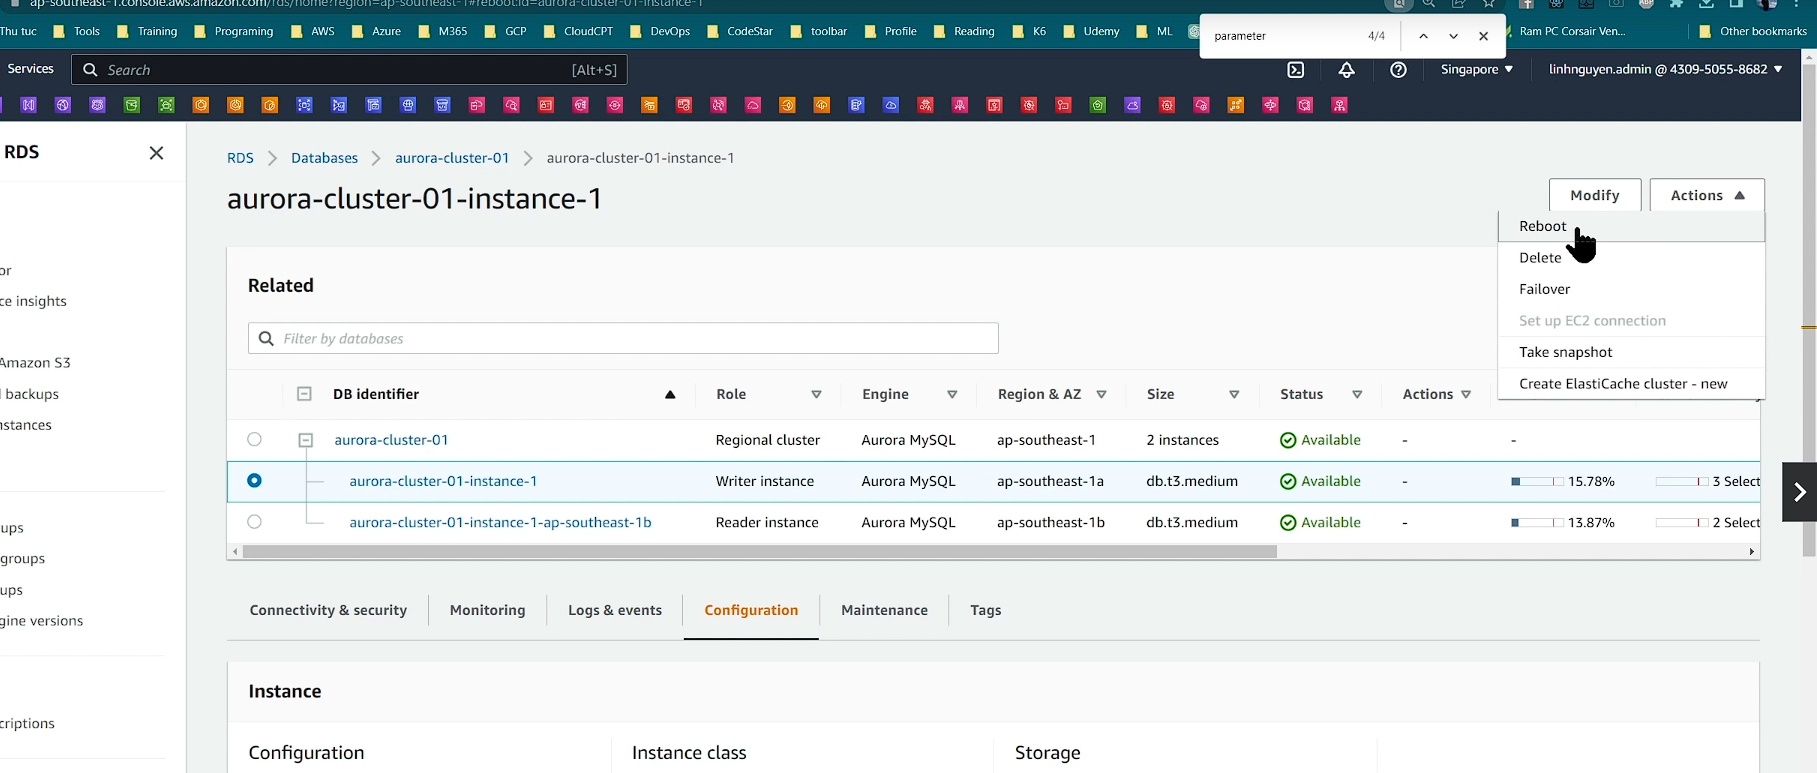 ap-southeast-1.console.aws.amazon.com/rds/home?region=ap-southeast-1#reboot:id=aurora-cluster-01-instance-1
Thu tuc Tools Training Programing AWS Azure M365 GCP CloudCPT DevOps CodeStar toolbar Profile Reading K6 Udemy ML Ram PC Corsair Ven... Other bookmarks
parameter 4/4
Services Search [Alt+S] Singapore linhnguyen.admin @ 4309-5055-8682
RDS
RDS Databases aurora-cluster-01 aurora-cluster-01-instance-1
aurora-cluster-01-instance-1
Modify Actions
Reboot
Delete
Failover
Set up EC2 connection
Take snapshot
Create ElastiCache cluster - new
or
ce insights
Amazon S3
backups
nstances
ups
groups
ups
gine versions
criptions
Related
Filter by databases
DB identifier Role Engine Region & AZ Size Status Actions
aurora-cluster-01 Regional cluster Aurora MySQL ap-southeast-1 2 instances Available - -
aurora-cluster-01-instance-1 Writer instance Aurora MySQL ap-southeast-1a db.t3.medium Available - 15.78% 3 Select
aurora-cluster-01-instance-1-ap-southeast-1b Reader instance Aurora MySQL ap-southeast-1b db.t3.medium Available - 13.87% 2 Select
Connectivity & security Monitoring Logs & events Configuration Maintenance Tags
Instance
Configuration Instance class Storage